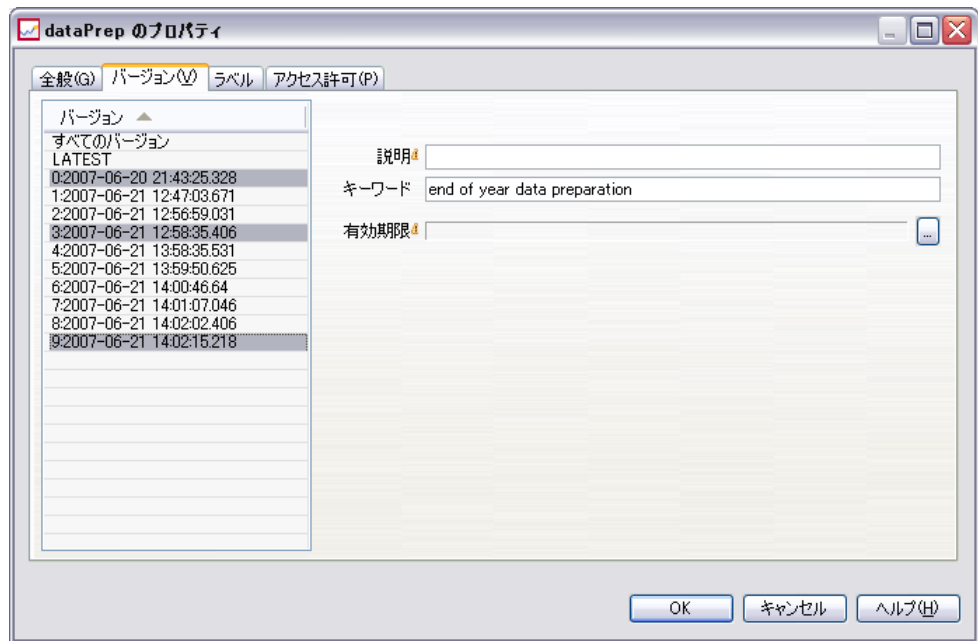 dataPrep のプロパティ
全般(G) バージョン(V) ラベル アクセス許可(P)
バージョン
すべてのバージョン
LATEST
0:2007-06-20 21:43:25.328
1:2007-06-21 12:47:03.671
2:2007-06-21 12:56:59.031
3:2007-06-21 12:58:35.406
4:2007-06-21 13:58:35.531
5:2007-06-21 13:59:50.625
6:2007-06-21 14:00:46.64
7:2007-06-21 14:01:07.046
8:2007-06-21 14:02:02.406
9:2007-06-21 14:02:15.218
説明
キーワード end of year data preparation
有効期限
...
OK キャンセル ヘルプ(H)